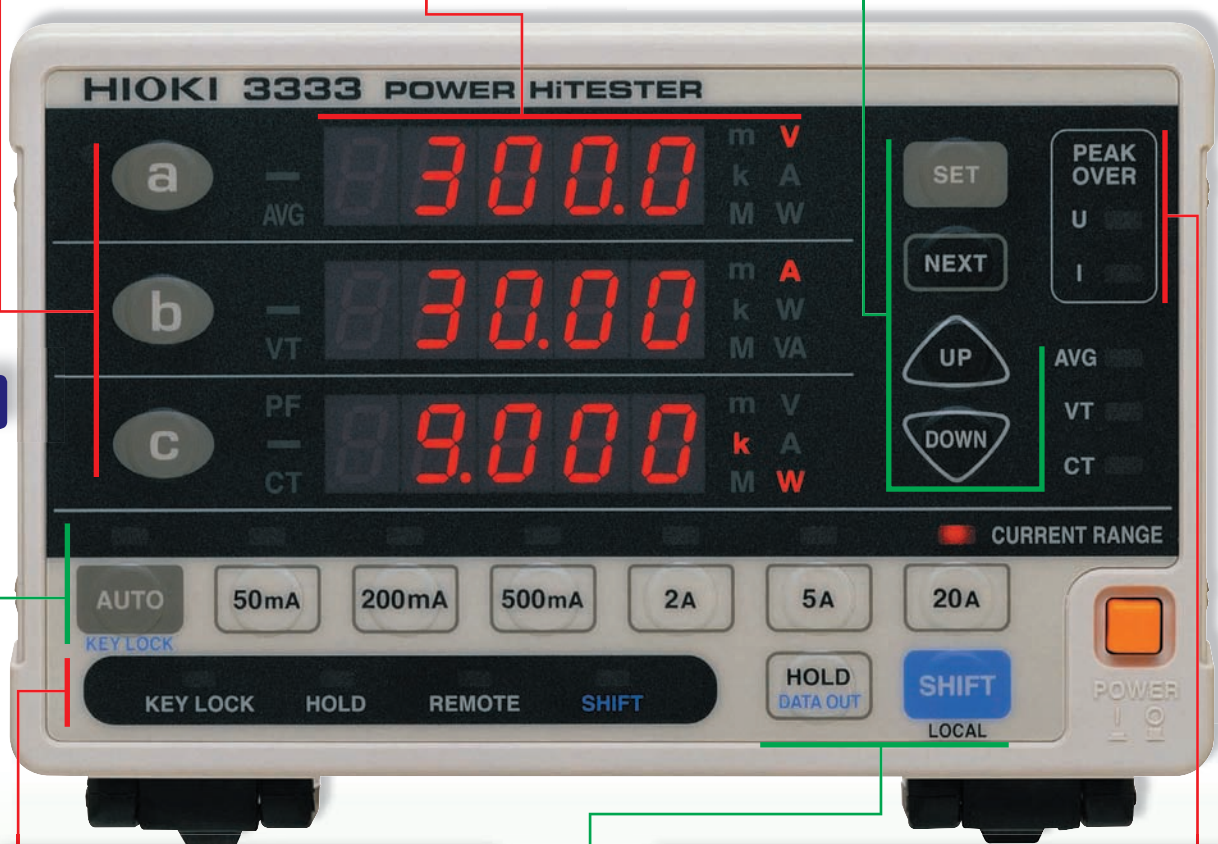 HIOKI 3333 POWER HiTESTER
a
AVG
300.0
m V
k A
M W
b
VT
30.00
m A
k W
M VA
c
PF
CT
9.000
m V
k A
M W
SET
NEXT
UP
DOWN
PEAK
OVER
U
I
AVG
VT
CT
CURRENT RANGE
AUTO
50mA
200mA
500mA
2A
5A
20A
KEY LOCK
KEY LOCK
HOLD
REMOTE
SHIFT
HOLD
DATA OUT
SHIFT
LOCAL
POWER